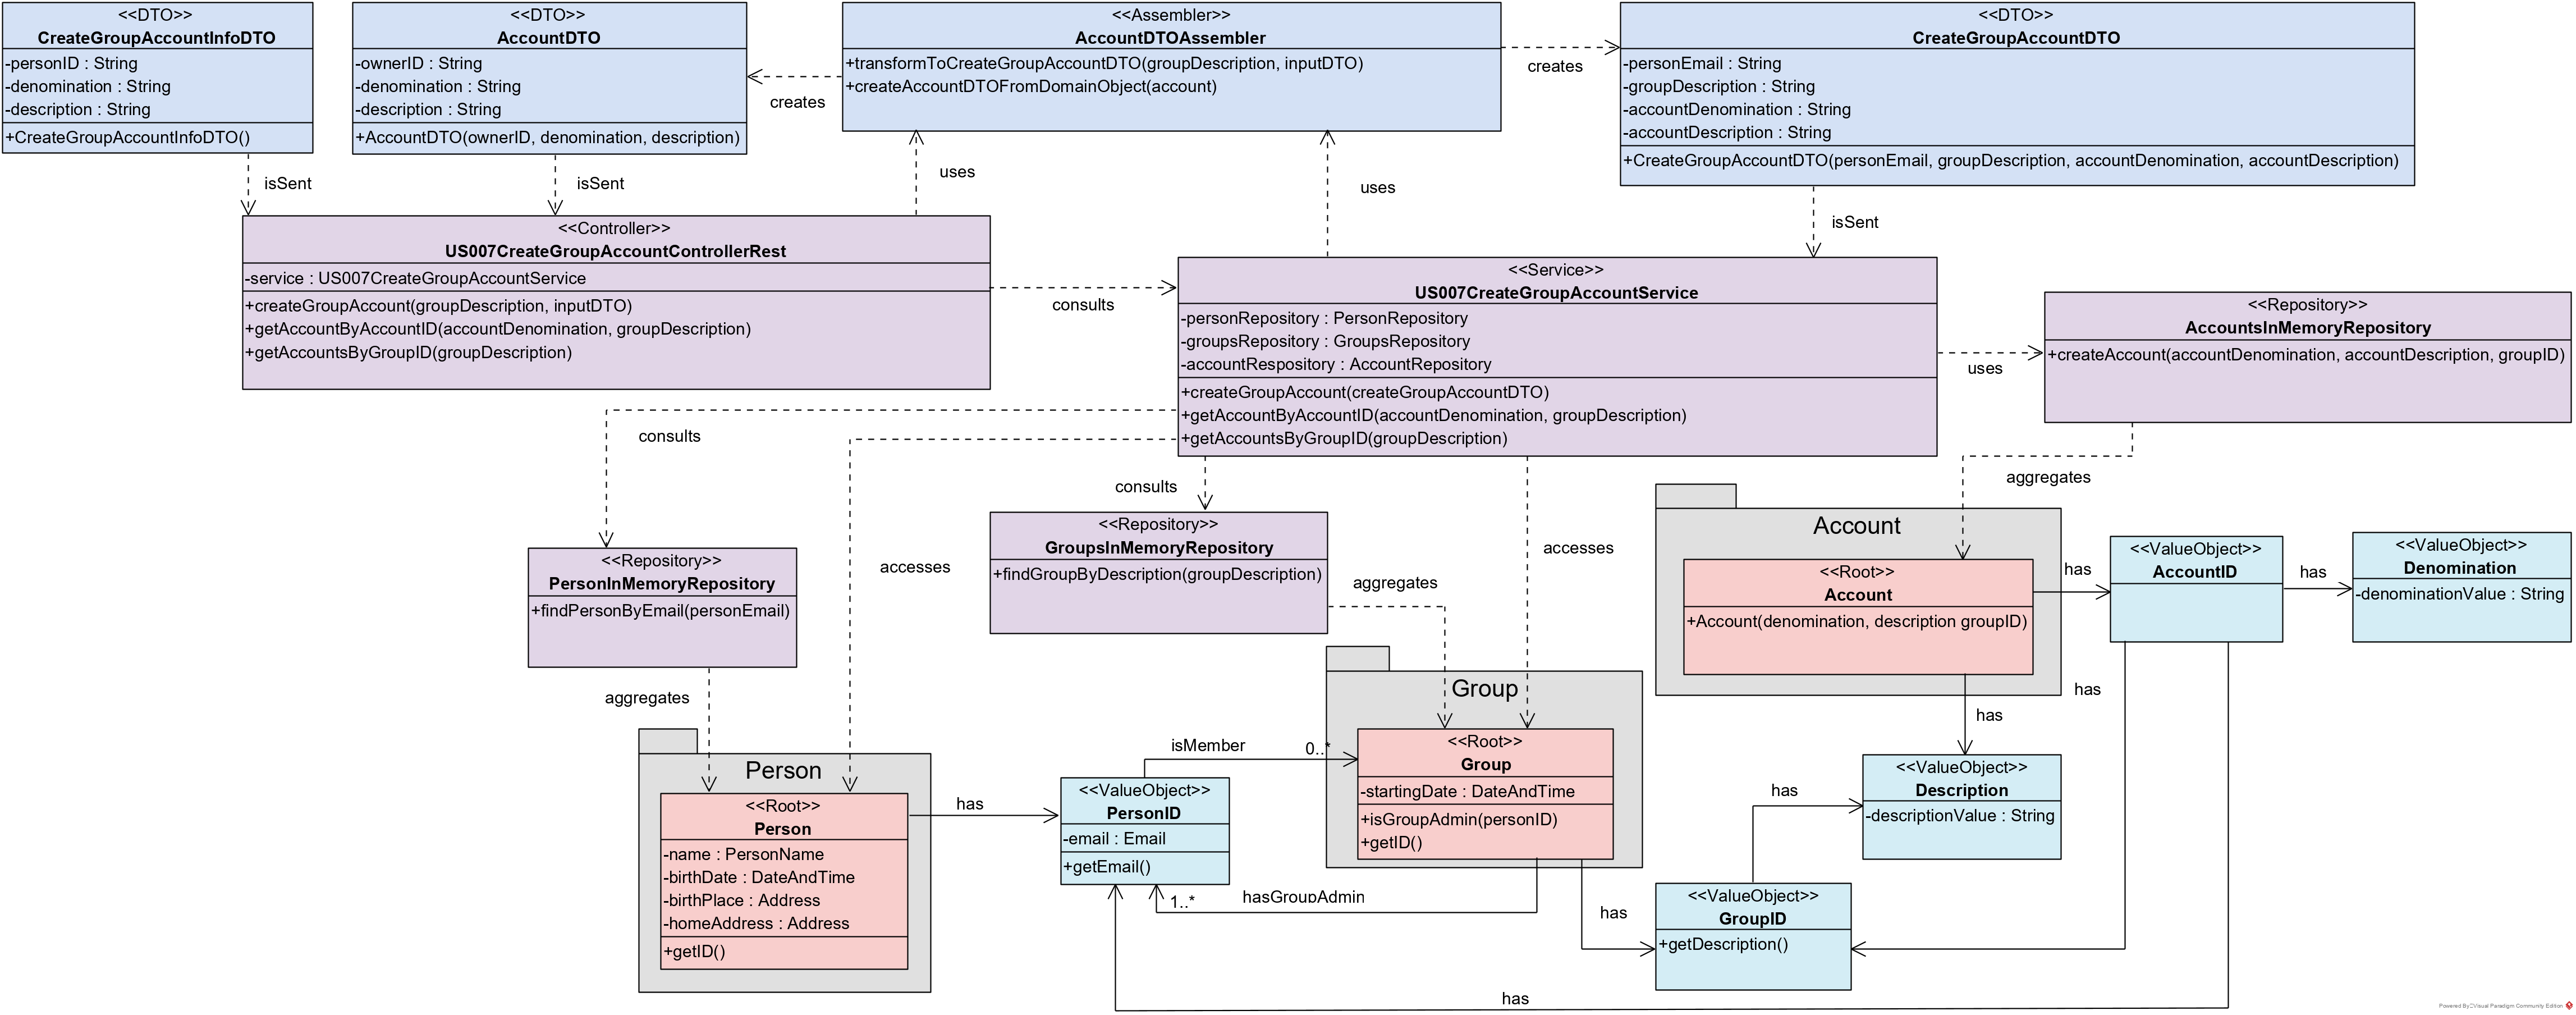 <<DTO>>
CreateGroupAccountInfoDTO
-personID : String
-denomination : String
-description : String
+CreateGroupAccountInfoDTO()
<<DTO>>
AccountDTO
-ownerID : String
-denomination : String
-description : String
+AccountDTO(ownerID, denomination, description)
<<Assembler>>
AccountDTOAssembler
+transformToCreateGroupAccountDTO(groupDescription, inputDTO)
+createAccountDTOFromDomainObject(account)
<<DTO>>
CreateGroupAccountDTO
-personEmail : String
-groupDescription : String
-accountDenomination : String
-accountDescription : String
+CreateGroupAccountDTO(personEmail, groupDescription, accountDenomination, accountDescription)
creates
creates
isSent
isSent
uses
uses
isSent
<<Controller>>
US007CreateGroupAccountControllerRest
-service : US007CreateGroupAccountService
+createGroupAccount(groupDescription, inputDTO)
+getAccountByAccountID(accountDenomination, groupDescription)
+getAccountsByGroupID(groupDescription)
consults
<<Service>>
US007CreateGroupAccountService
-personRepository : PersonRepository
-groupsRepository : GroupsRepository
-accountRespository : AccountRepository
+createGroupAccount(createGroupAccountDTO)
+getAccountByAccountID(accountDenomination, groupDescription)
+getAccountsByGroupID(groupDescription)
uses
<<Repository>>
AccountsInMemoryRepository
+createAccount(accountDenomination, accountDescription, groupID)
consults
consults
accesses
accesses
aggregates
<<Repository>>
PersonInMemoryRepository
+findPersonByEmail(personEmail)
<<Repository>>
GroupsInMemoryRepository
+findGroupByDescription(groupDescription)
aggregates
Account
<<Root>>
Account
+Account(denomination, description groupID)
has
<<ValueObject>>
AccountID
has
<<ValueObject>>
Denomination
-denominationValue : String
aggregates
Person
<<Root>>
Person
-name : PersonName
-birthDate : DateAndTime
-birthPlace : Address
-homeAddress : Address
+getID()
has
<<ValueObject>>
PersonID
-email : Email
+getEmail()
isMember
0..*
Group
<<Root>>
Group
-startingDate : DateAndTime
+isGroupAdmin(personID)
+getID()
1..*
hasGroupAdmin
has
has
has
<<ValueObject>>
Description
-descriptionValue : String
has
<<ValueObject>>
GroupID
+getDescription()
has
Powered By Visual Paradigm Community Edition